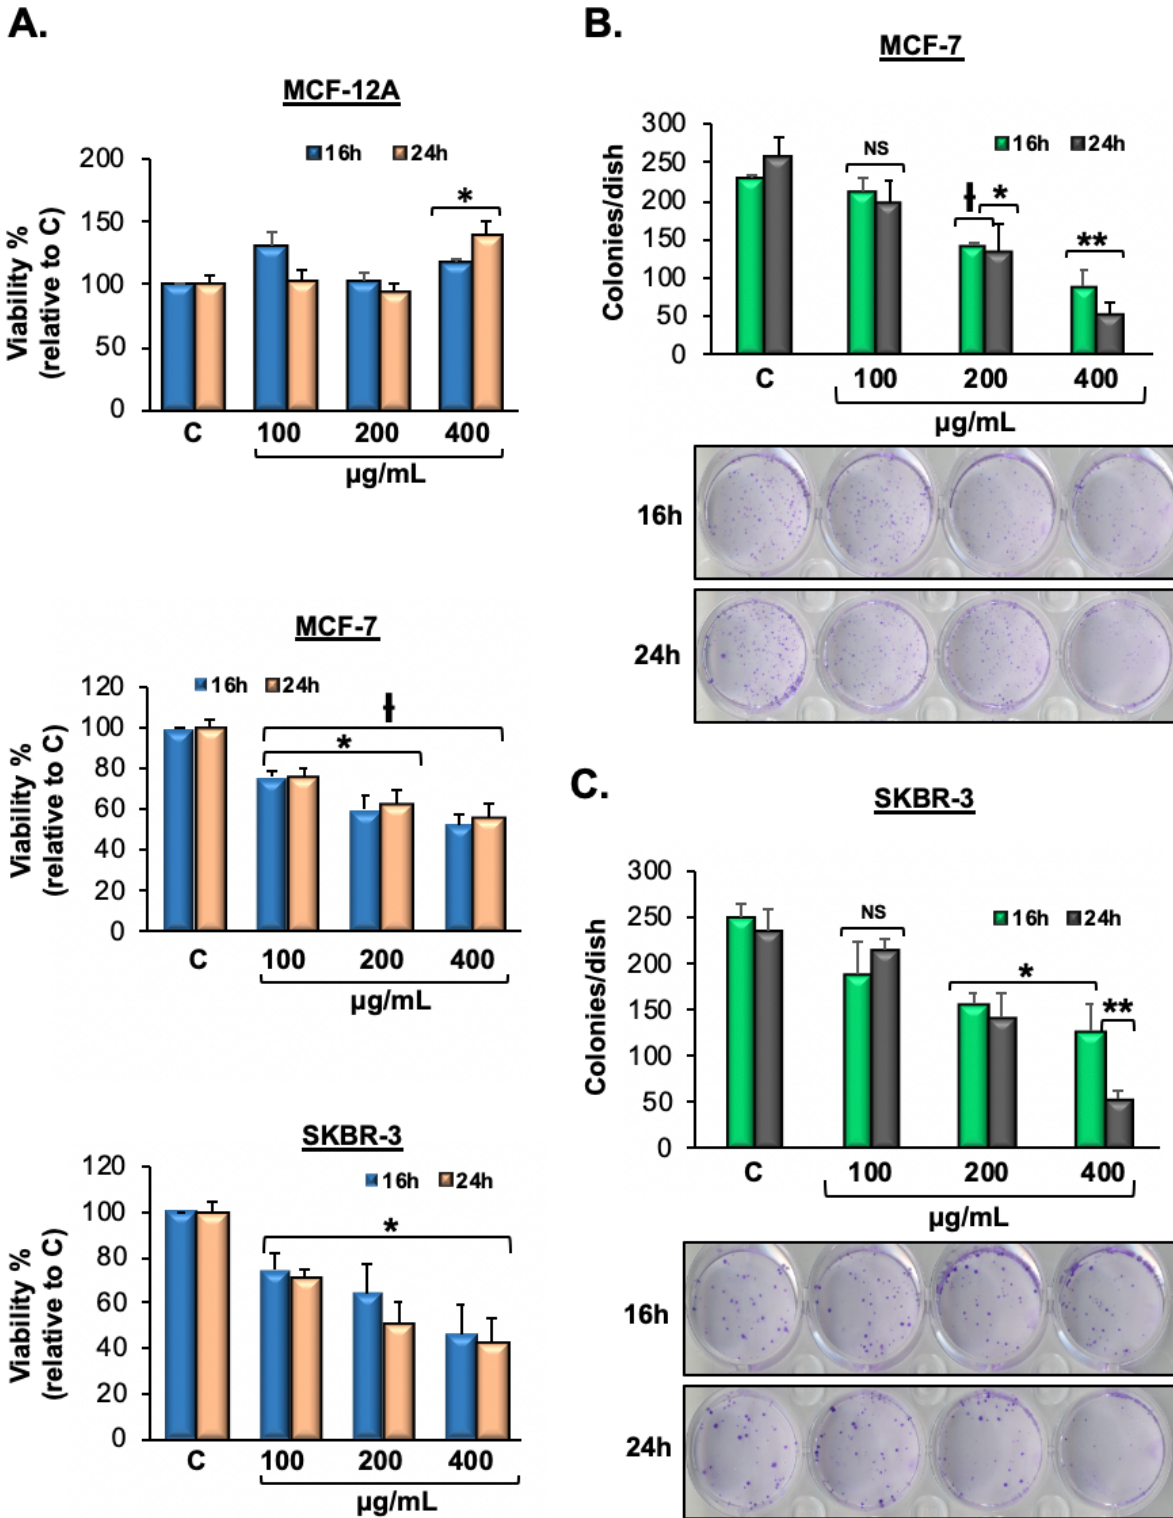 A.
MCF-12A
16h 24h
Viability %
(relative to C)
200
150
100
50
0
*
C 100 200 400
µg/mL
MCF-7
16h 24h
Viability %
(relative to C)
120
100
80
60
40
20
0
ƚ
*
C 100 200 400
µg/mL
SKBR-3
16h 24h
Viability %
(relative to C)
120
100
80
60
40
20
0
*
C 100 200 400
µg/mL
B.
MCF-7
16h 24h
Colonies/dish
300
250
200
150
100
50
0
NS
ƚ *
**
C 100 200 400
µg/mL
16h
24h
C.
SKBR-3
16h 24h
Colonies/dish
300
250
200
150
100
50
0
NS
*
**
C 100 200 400
µg/mL
16h
24h